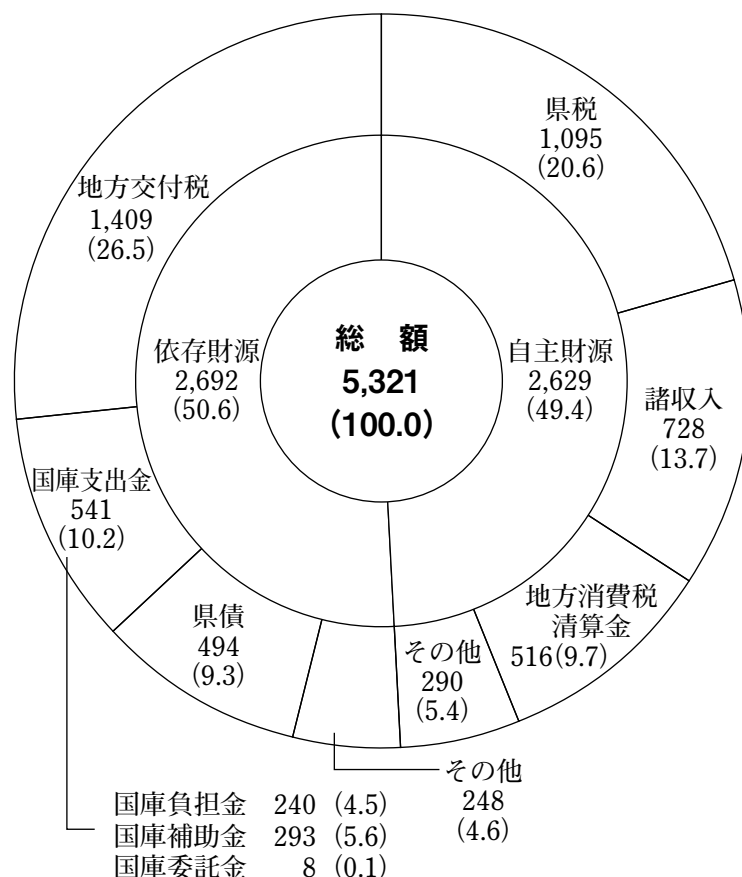 県税
1,095
(20.6)
地方交付税
1,409
(26.5)
総 額
5,321
(100.0)
依存財源
2,692
(50.6)
自主財源
2,629
(49.4)
諸収入
728
(13.7)
国庫支出金
541
(10.2)
地方消費税
清算金
516(9.7)
県債
494
(9.3)
その他
290
(5.4)
その他
248
(4.6)
国庫負担金 240 (4.5)
国庫補助金 293 (5.6)
国庫委託金 8 (0.1)